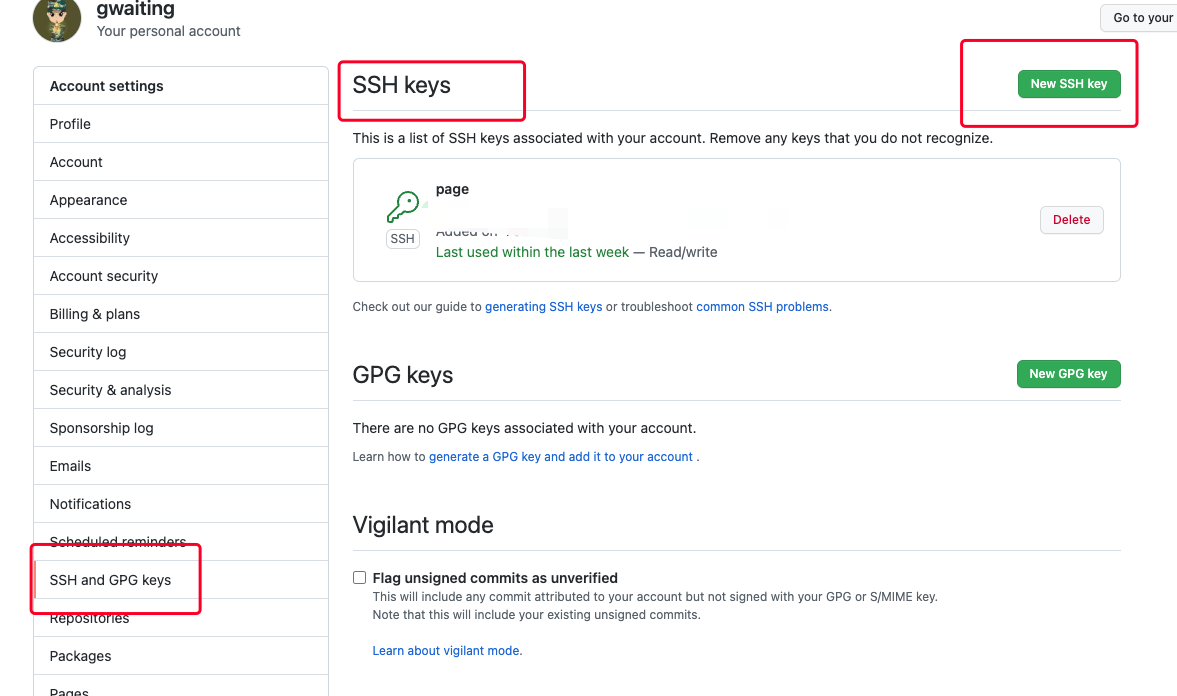 gwaiting
Your personal account
Go to your
Account settings
Profile
Account
Appearance
Accessibility
Account security
Billing & plans
Security log
Security & analysis
Sponsorship log
Emails
Notifications
Scheduled reminders
SSH and GPG keys
Repositories
Packages
Pages
SSH keys
New SSH key
This is a list of SSH keys associated with your account. Remove any keys that you do not recognize.
page
SSH
Added on
Last used within the last week — Read/write
Delete
Check out our guide to generating SSH keys or troubleshoot common SSH problems.
GPG keys
New GPG key
There are no GPG keys associated with your account.
Learn how to generate a GPG key and add it to your account .
Vigilant mode
Flag unsigned commits as unverified
This will include any commit attributed to your account but not signed with your GPG or S/MIME key.
Note that this will include your existing unsigned commits.
Learn about vigilant mode.